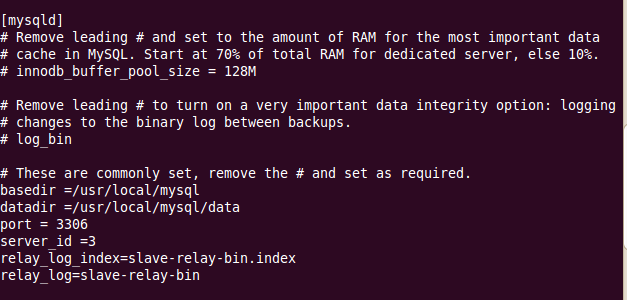 [mysqld]
# Remove leading # and set to the amount of RAM for the most important data
# cache in MySQL. Start at 70% of total RAM for dedicated server, else 10%.
# innodb_buffer_pool_size = 128M
# Remove leading # to turn on a very important data integrity option: logging
# changes to the binary log between backups.
# log_bin
# These are commonly set, remove the # and set as required.
basedir =/usr/local/mysql
datadir =/usr/local/mysql/data
port = 3306
server_id =3
relay_log_index=slave-relay-bin.index
relay_log=slave-relay-bin